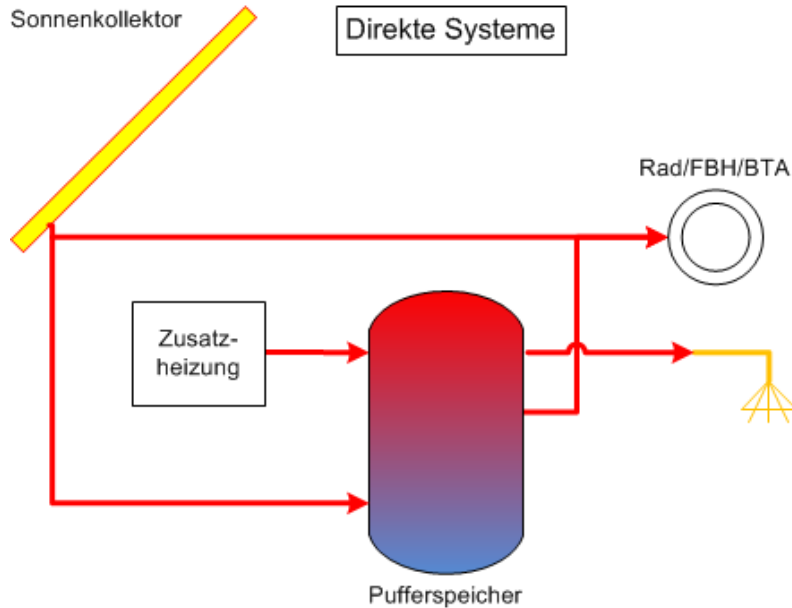 Sonnenkollektor
Direkte Systeme
Rad/FBH/BTA
Zusatz-
heizung
Pufferspeicher